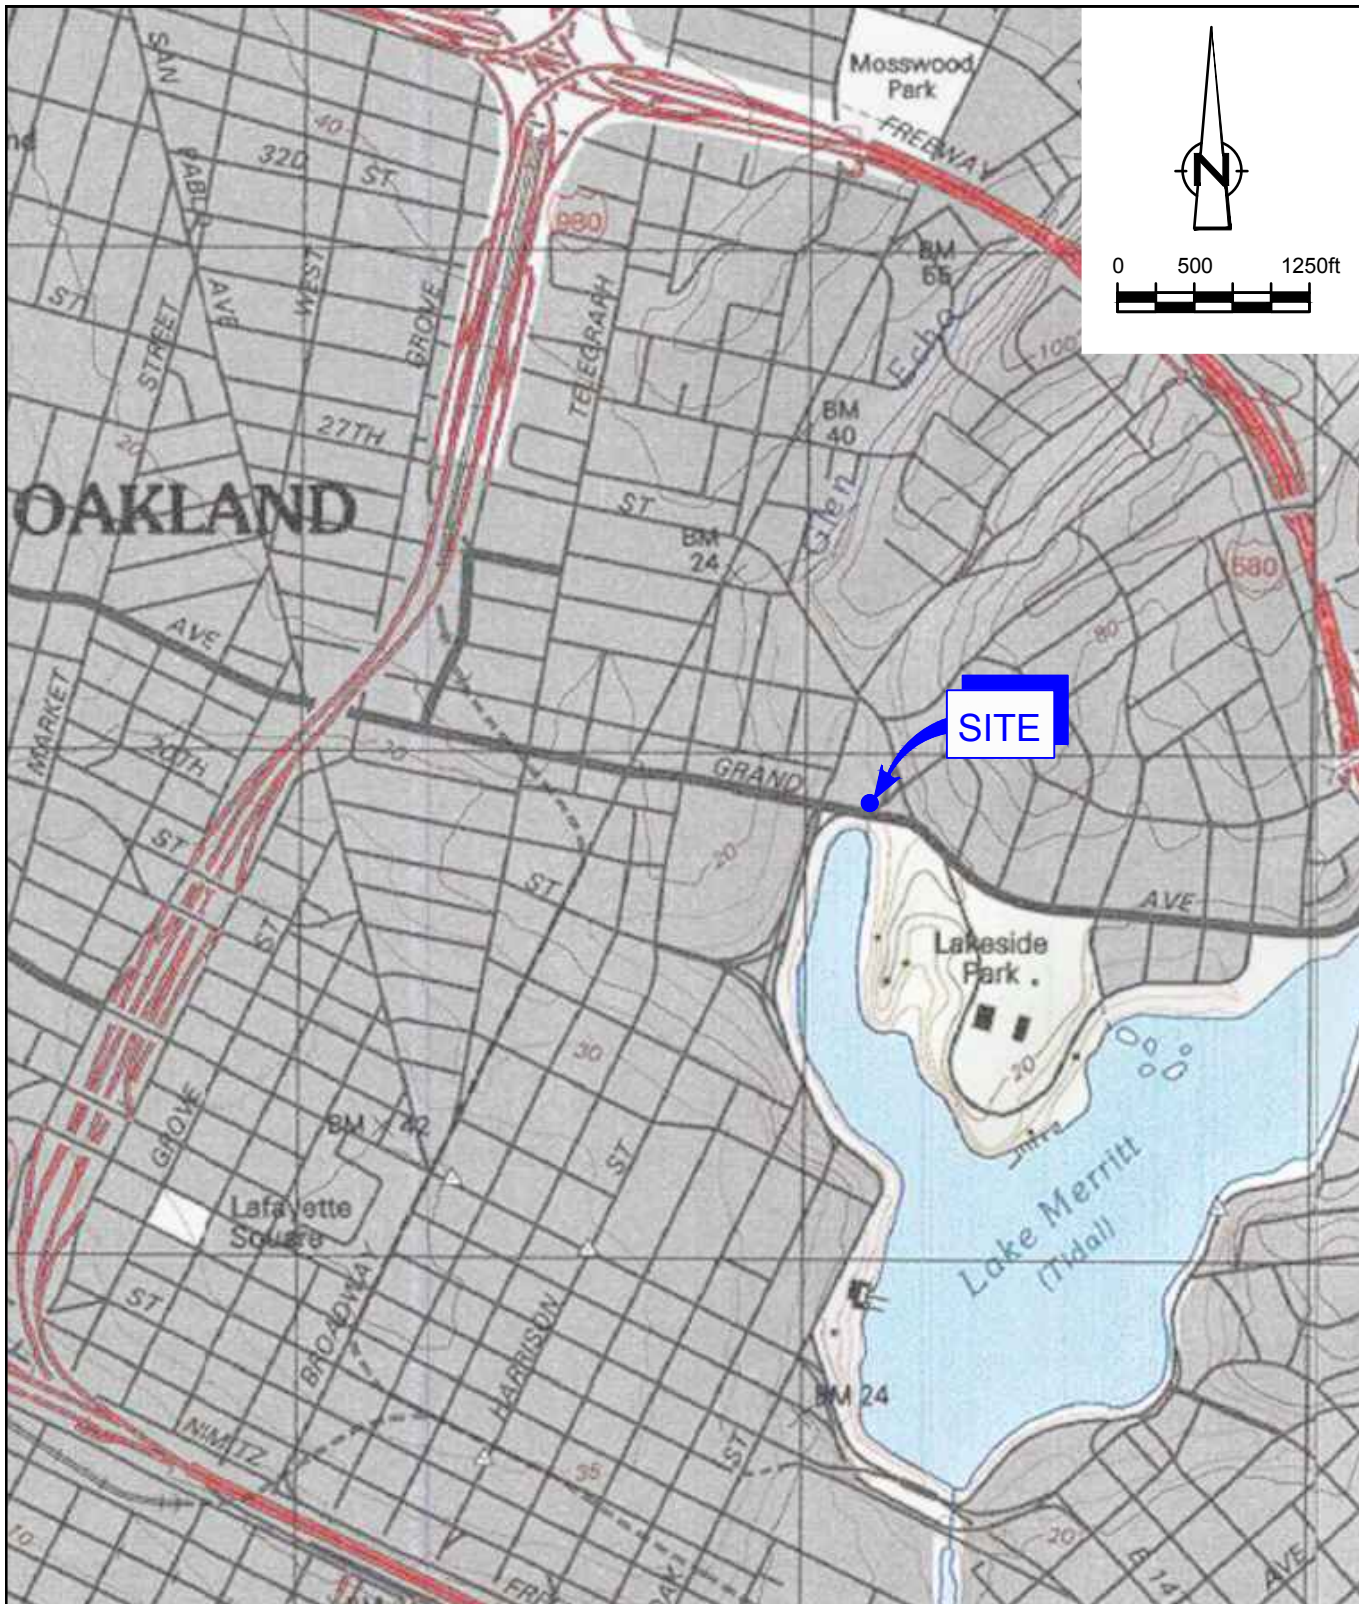 Mosswood
Park
N
0 500 1250ft
SAN
PABLO
AVE
40
32D
ST
FREEWAY
980
BM
ST
STREET
WEST
GROVE
TELEGRAPH
Glen Echo
100
BM
40
27TH
20
OAKLAND
ST
BM
24
580
80
AVE
SITE
MARKET
20TH
20
GRAND
ST
20
ST
AVE
ST
Lakeside
Park
30
20
GROVE
BM × 42
ST
Lake Merritt
(Tidal)
Lafayette
Square
ST
BROADWAY
HARRISON
BM 24
NIMITZ
35
ST
20
10
AVE